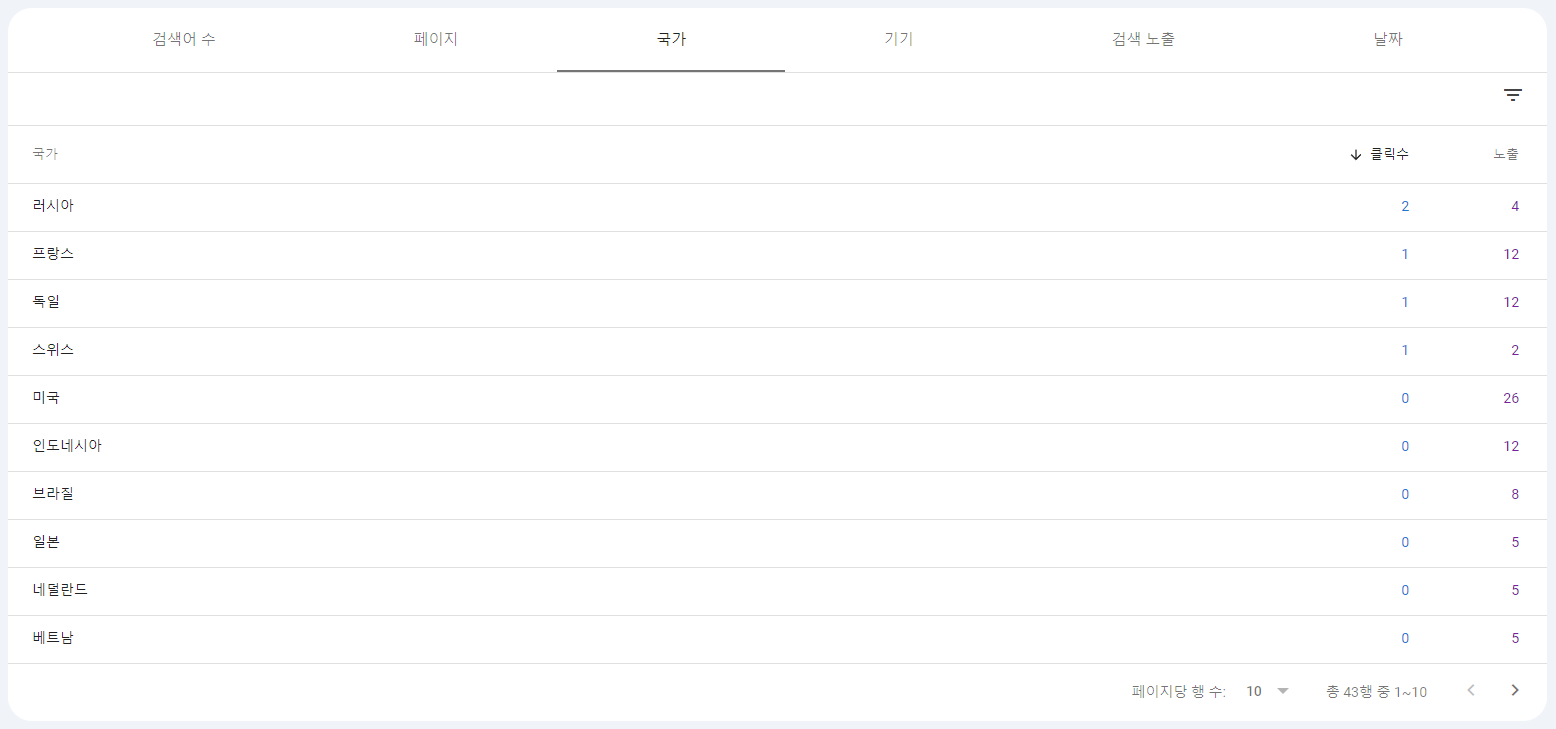 검색어 수 페이지 국가 기기 검색 노출 날짜
국가 클릭수 노출
러시아 2 4
프랑스 1 12
독일 1 12
스위스 1 2
미국 0 26
인도네시아 0 12
브라질 0 8
일본 0 5
네덜란드 0 5
베트남 0 5
페이지당 행 수: 10 총 43행 중 1~10